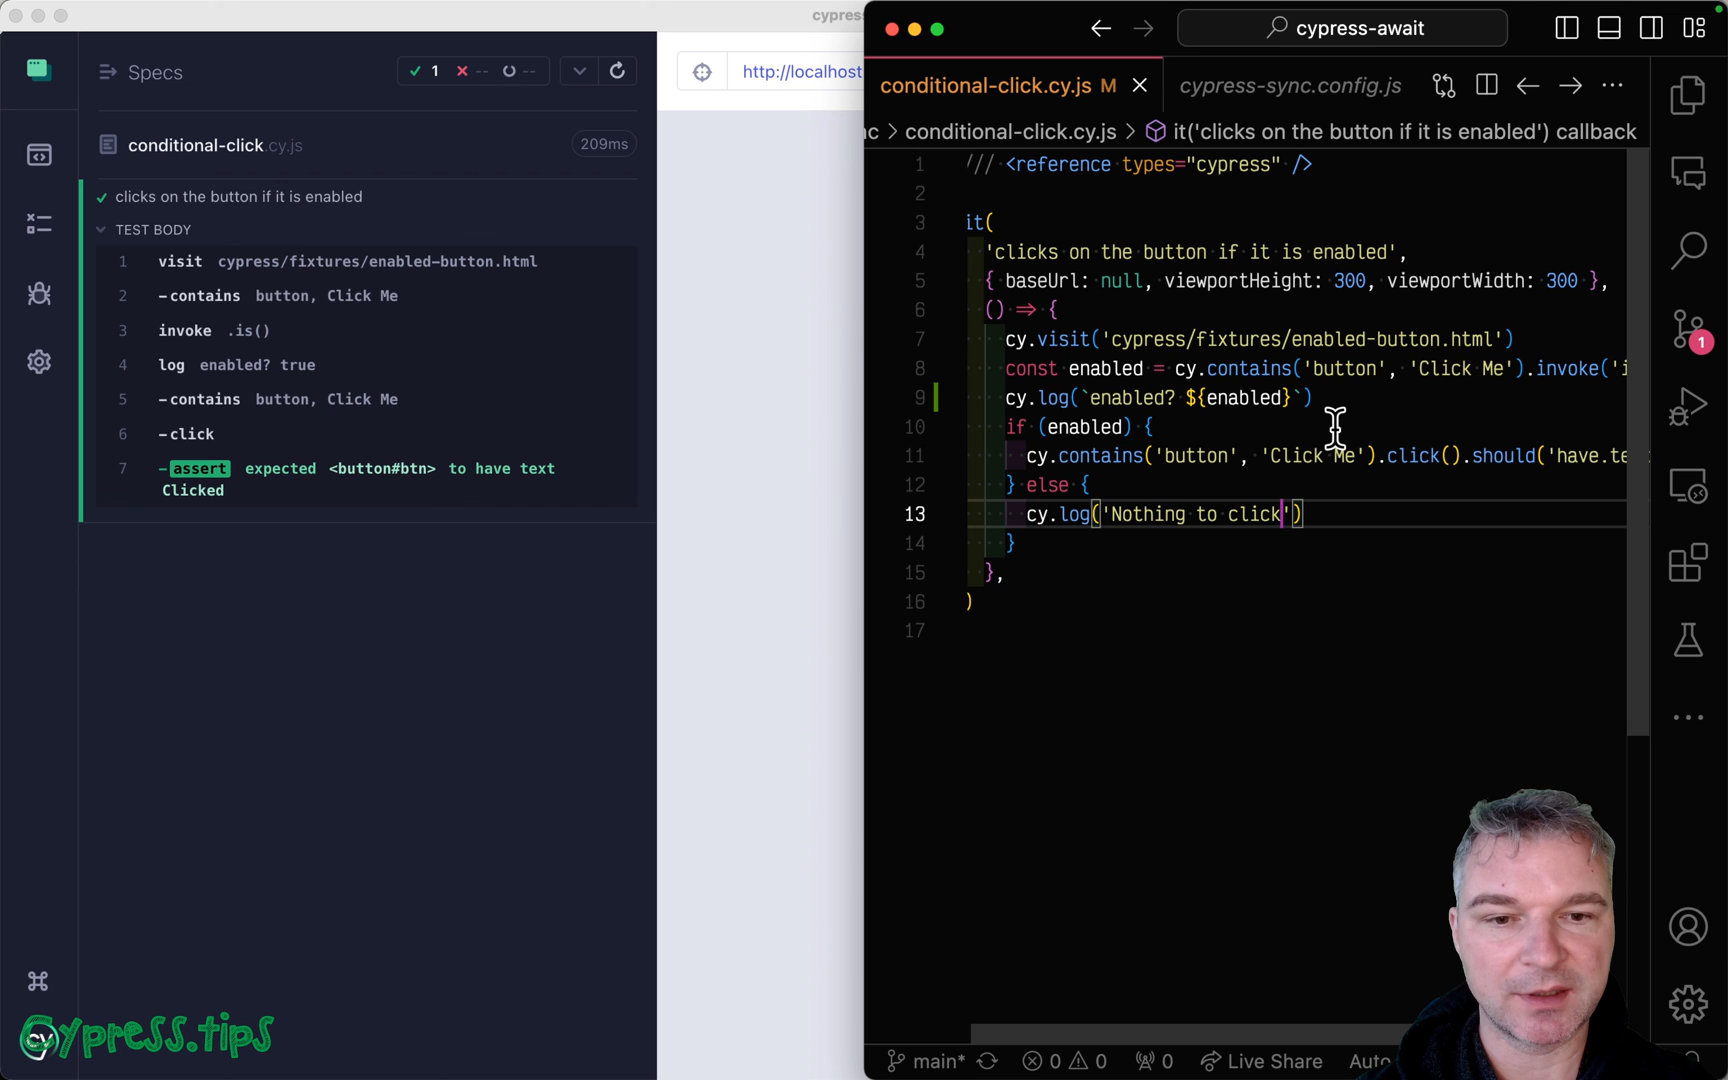 cypres
Specs
1 -- --
http://localhost
conditional-click.cy.js
209ms
clicks on the button if it is enabled
TEST BODY
1 visit cypress/fixtures/enabled-button.html
2 -contains button, Click Me
3 invoke .is()
4 log enabled? true
5 -contains button, Click Me
6 -click
7 -assert expected <button#btn> to have text
Clicked
Cypress.tips
cypress-await
conditional-click.cy.js M
cypress-sync.config.js
nc > conditional-click.cy.js > it('clicks on the button if it is enabled') callback
1 /// <reference types="cypress" />
2
3 it(
4 'clicks on the button if it is enabled',
5 { baseUrl: null, viewportHeight: 300, viewportWidth: 300 },
6 () => {
7 cy.visit('cypress/fixtures/enabled-button.html')
8 const enabled = cy.contains('button', 'Click Me').invoke('i
9 cy.log(`enabled? ${enabled}`)
10 if (enabled) {
11 cy.contains('button', 'Click Me').click().should('have.te
12 } else {
13 cy.log('Nothing to click')
14 }
15 },
16 )
17
1
main* 0 0 0 Live Share Auto